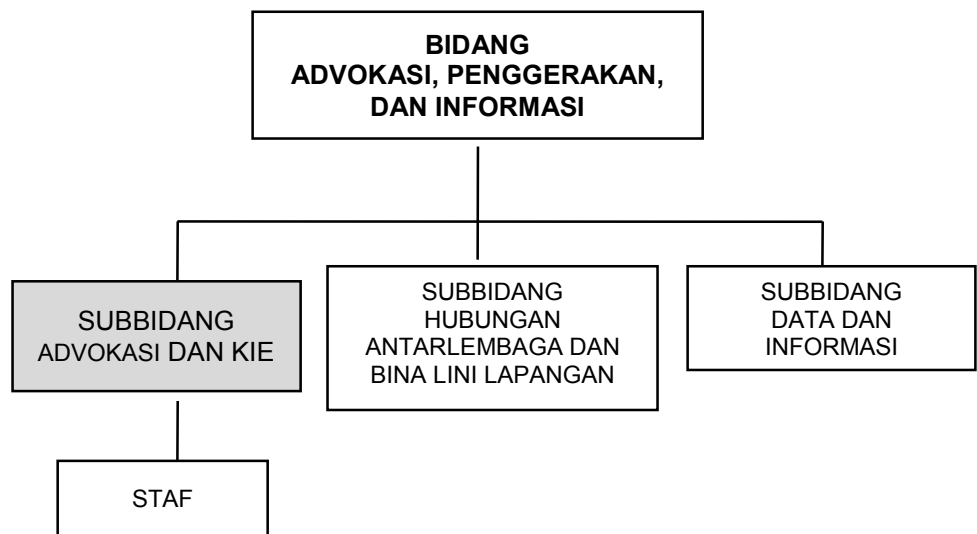 BIDANG
ADVOKASI, PENGGERAKAN,
DAN INFORMASI
SUBBIDANG
ADVOKASI DAN KIE
SUBBIDANG
HUBUNGAN
ANTARLEMBAGA DAN
BINA LINI LAPANGAN
SUBBIDANG
DATA DAN
INFORMASI
STAF